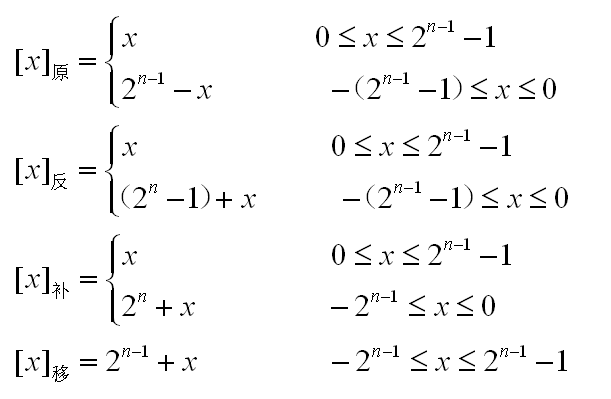 [x]原 = { x 0 ≤ x ≤ 2^{n-1} − 1
2^{n-1} − x −(2^{n-1} − 1) ≤ x ≤ 0
[x]反 = { x 0 ≤ x ≤ 2^{n-1} − 1
(2^n − 1) + x −(2^{n-1} − 1) ≤ x ≤ 0
[x]补 = { x 0 ≤ x ≤ 2^{n-1} − 1
2^n + x −2^{n-1} ≤ x ≤ 0
[x]移 = 2^{n-1} + x −2^{n-1} ≤ x ≤ 2^{n-1} − 1